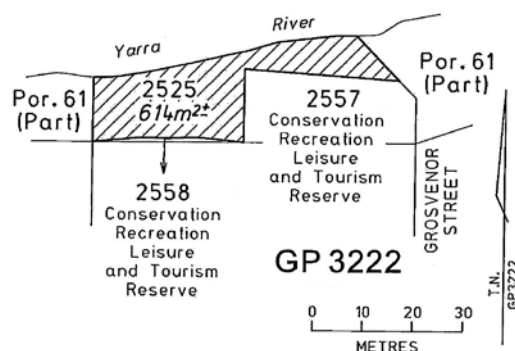 Yarra River
Por. 61
(Part)
2525
614m²±
2557
Conservation
Recreation
Leisure
and Tourism
Reserve
Por. 61
(Part)
2558
Conservation
Recreation
Leisure
and Tourism
Reserve
GROSVENOR
STREET
GP 3222
T.N.
GP3222
0 10 20 30
METRES